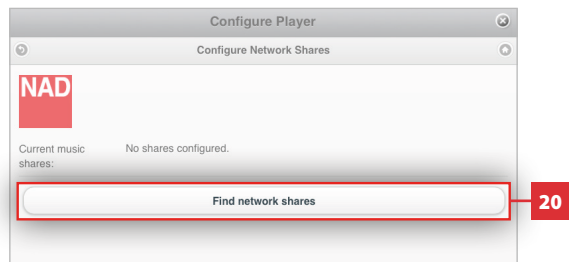 Configure Player
Configure Network Shares
NAD
Current music
shares:
No shares configured.
Find network shares
20